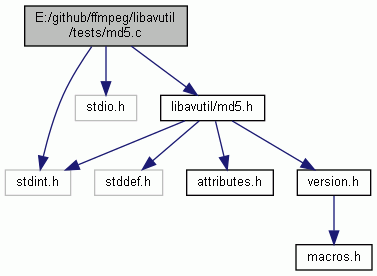 E:/github/ffmpeg/libavutil
/tests/md5.c
stdio.h
libavutil/md5.h
stdint.h
stddef.h
attributes.h
version.h
macros.h